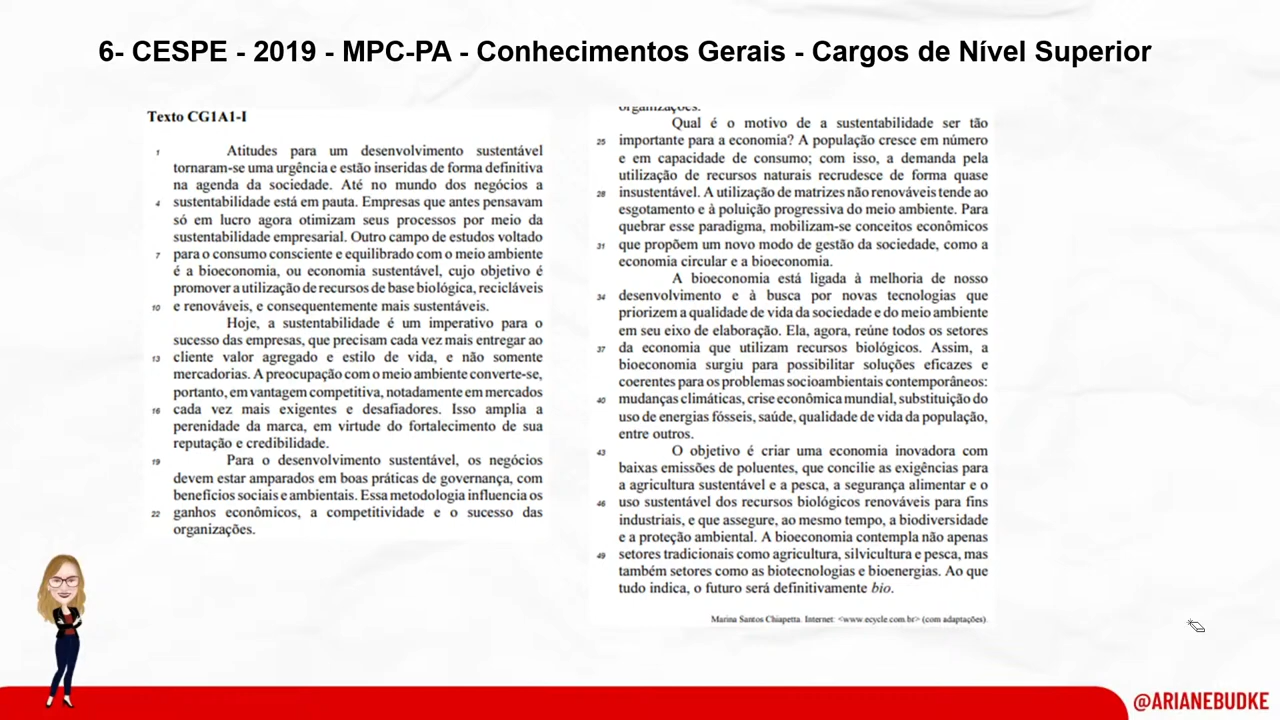 6- CESPE - 2019 - MPC-PA - Conhecimentos Gerais - Cargos de Nível Superior
Texto CG1A1-I
1 Atitudes para um desenvolvimento sustentável
tornaram-se uma urgência e estão inseridas de forma definitiva
na agenda da sociedade. Até no mundo dos negócios a
4 sustentabilidade está em pauta. Empresas que antes pensavam
só em lucro agora otimizam seus processos por meio da
sustentabilidade empresarial. Outro campo de estudos voltado
7 para o consumo consciente e equilibrado com o meio ambiente
é a bioeconomia, ou economia sustentável, cujo objetivo é
promover a utilização de recursos de base biológica, recicláveis
10 e renováveis, e consequentemente mais sustentáveis.
Hoje, a sustentabilidade é um imperativo para o
sucesso das empresas, que precisam cada vez mais entregar ao
13 cliente valor agregado e estilo de vida, e não somente
mercadorias. A preocupação com o meio ambiente converte-se,
portanto, em vantagem competitiva, notadamente em mercados
16 cada vez mais exigentes e desafiadores. Isso amplia a
perenidade da marca, em virtude do fortalecimento de sua
reputação e credibilidade.
19 Para o desenvolvimento sustentável, os negócios
devem estar amparados em boas práticas de governança, com
benefícios sociais e ambientais. Essa metodologia influencia os
22 ganhos econômicos, a competitividade e o sucesso das
organizações.
organizações.
Qual é o motivo de a sustentabilidade ser tão
25 importante para a economia? A população cresce em número
e em capacidade de consumo; com isso, a demanda pela
utilização de recursos naturais recrudesce de forma quase
28 insustentável. A utilização de matrizes não renováveis tende ao
esgotamento e à poluição progressiva do meio ambiente. Para
quebrar esse paradigma, mobilizam-se conceitos econômicos
31 que propõem um novo modo de gestão da sociedade, como a
economia circular e a bioeconomia.
A bioeconomia está ligada à melhoria de nosso
34 desenvolvimento e à busca por novas tecnologias que
priorizem a qualidade de vida da sociedade e do meio ambiente
em seu eixo de elaboração. Ela, agora, reúne todos os setores
37 da economia que utilizam recursos biológicos. Assim, a
bioeconomia surgiu para possibilitar soluções eficazes e
coerentes para os problemas socioambientais contemporâneos:
40 mudanças climáticas, crise econômica mundial, substituição do
uso de energias fósseis, saúde, qualidade de vida da população,
entre outros.
43 O objetivo é criar uma economia inovadora com
baixas emissões de poluentes, que concilie as exigências para
a agricultura sustentável e a pesca, a segurança alimentar e o
46 uso sustentável dos recursos biológicos renováveis para fins
industriais, e que assegure, ao mesmo tempo, a biodiversidade
e a proteção ambiental. A bioeconomia contempla não apenas
49 setores tradicionais como agricultura, silvicultura e pesca, mas
também setores como as biotecnologias e bioenergias. Ao que
tudo indica, o futuro será definitivamente bio.
Marina Santos Chiapetta. Internet: <www.ecycle.com.br> (com adaptações).
@ARIANEBUDKE